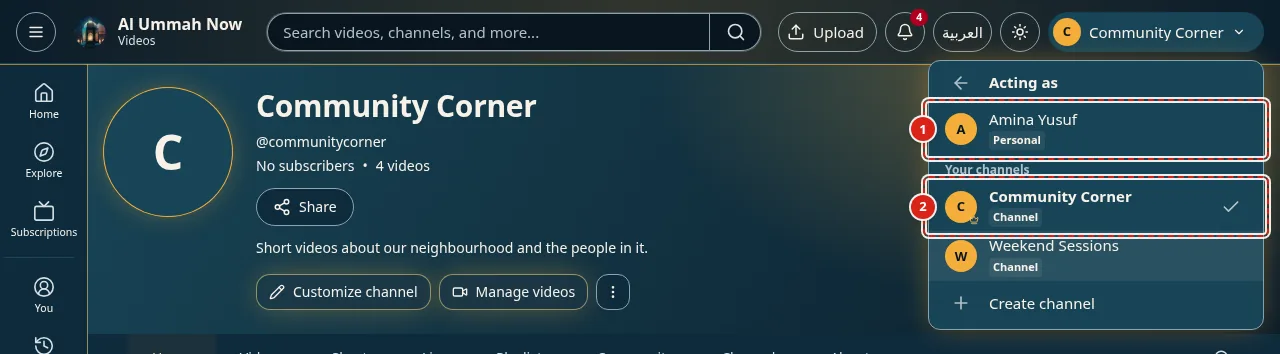 AI Ummah Now
Videos
Search videos, channels, and more...
Upload
4
العربية
C
Community Corner
Home
Explore
Subscriptions
You
C
Community Corner
@communitycorner
No subscribers • 4 videos
Share
Short videos about our neighbourhood and the people in it.
Customize channel
Manage videos
Acting as
1
A
Amina Yusuf
Personal
Your channels
2
C
Community Corner
Channel
W
Weekend Sessions
Channel
Create channel